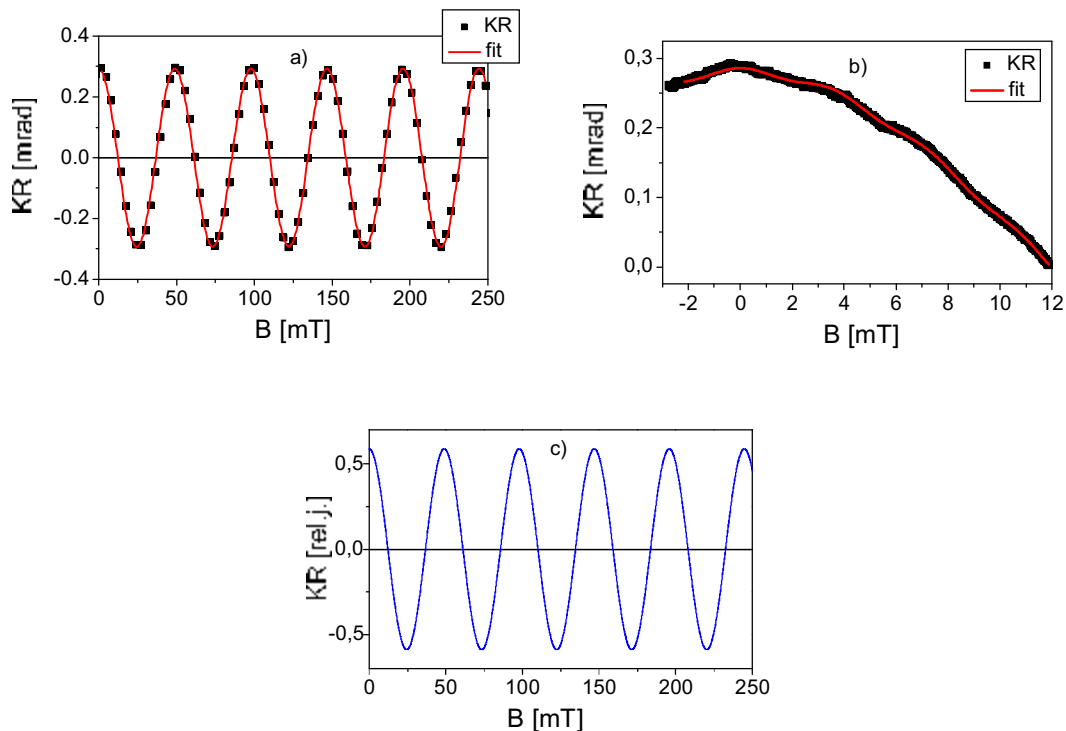 a)
KR
fit
0.4
0.2
0.0
-0.2
-0.4
KR [mrad]
0 50 100 150 200 250
B [mT]
b)
KR
fit
0,3
0,2
0,1
0,0
KR [mrad]
-2 0 2 4 6 8 10 12
B [mT]
c)
0,5
0,0
-0,5
KR [rel.j.]
0 50 100 150 200 250
B [mT]